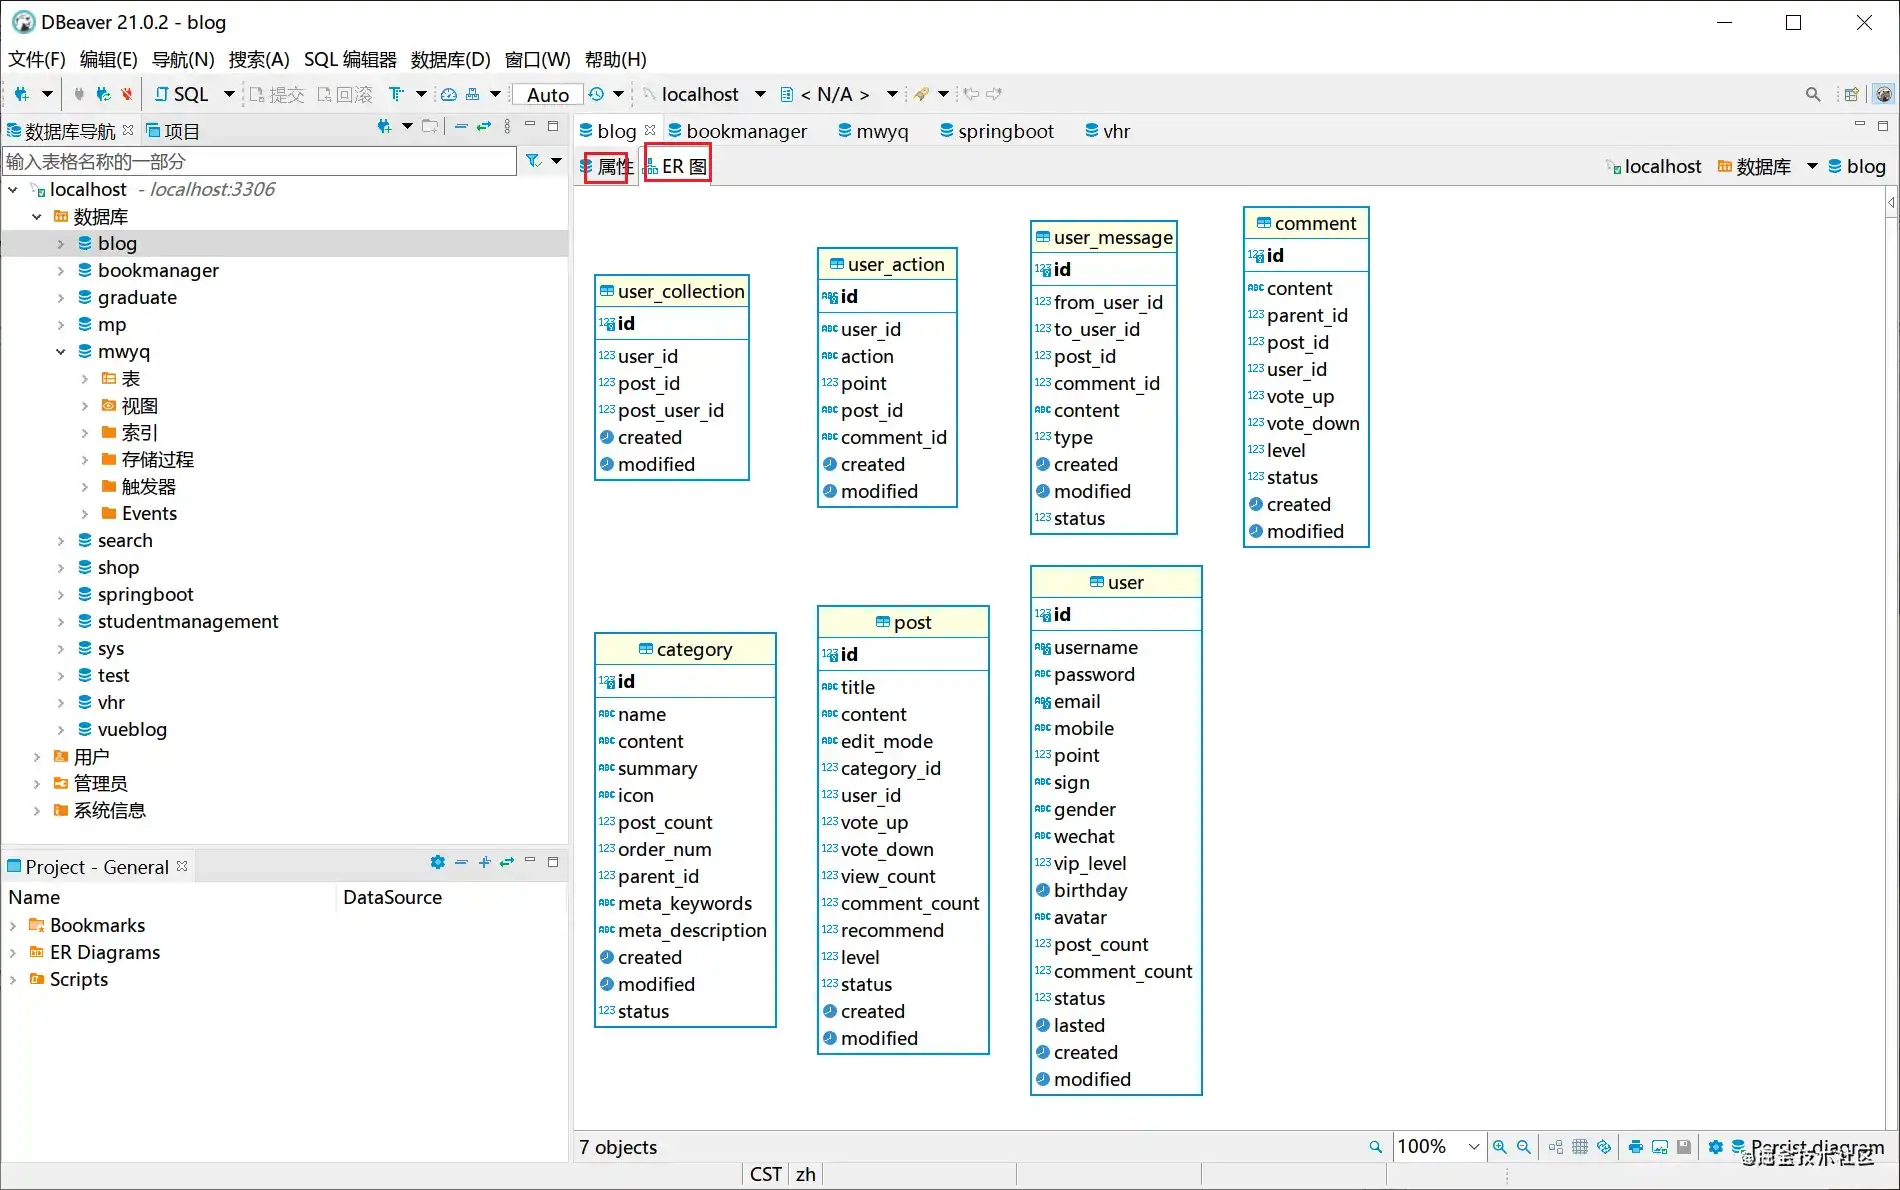 DBeaver 21.0.2 - blog
文件(F) 编辑(E) 导航(N) 搜索(A) SQL 编辑器 数据库(D) 窗口(W) 帮助(H)
SQL 提交 回滚 Auto localhost < N/A >
数据库导航 项目
输入表格名称的一部分
localhost - localhost:3306
数据库
blog
bookmanager
graduate
mp
mwyq
表
视图
索引
存储过程
触发器
Events
search
shop
springboot
studentmanagement
sys
test
vhr
vueblog
用户
管理员
系统信息
Project - General
Name DataSource
Bookmarks
ER Diagrams
Scripts
blog bookmanager mwyq springboot vhr
属性 ER 图 localhost 数据库 blog
user_collection
id
user_id
post_id
post_user_id
created
modified
user_action
id
user_id
action
point
post_id
comment_id
created
modified
user_message
id
from_user_id
to_user_id
post_id
comment_id
content
type
created
modified
status
comment
id
content
parent_id
post_id
user_id
vote_up
vote_down
level
status
created
modified
category
id
name
content
summary
icon
post_count
order_num
parent_id
meta_keywords
meta_description
created
modified
status
post
id
title
content
edit_mode
category_id
user_id
vote_up
vote_down
view_count
comment_count
recommend
level
status
created
modified
user
id
username
password
email
mobile
point
sign
gender
wechat
vip_level
birthday
avatar
post_count
comment_count
status
lasted
created
modified
7 objects 100% Persist diagram
@掘金技术社区
CST zh